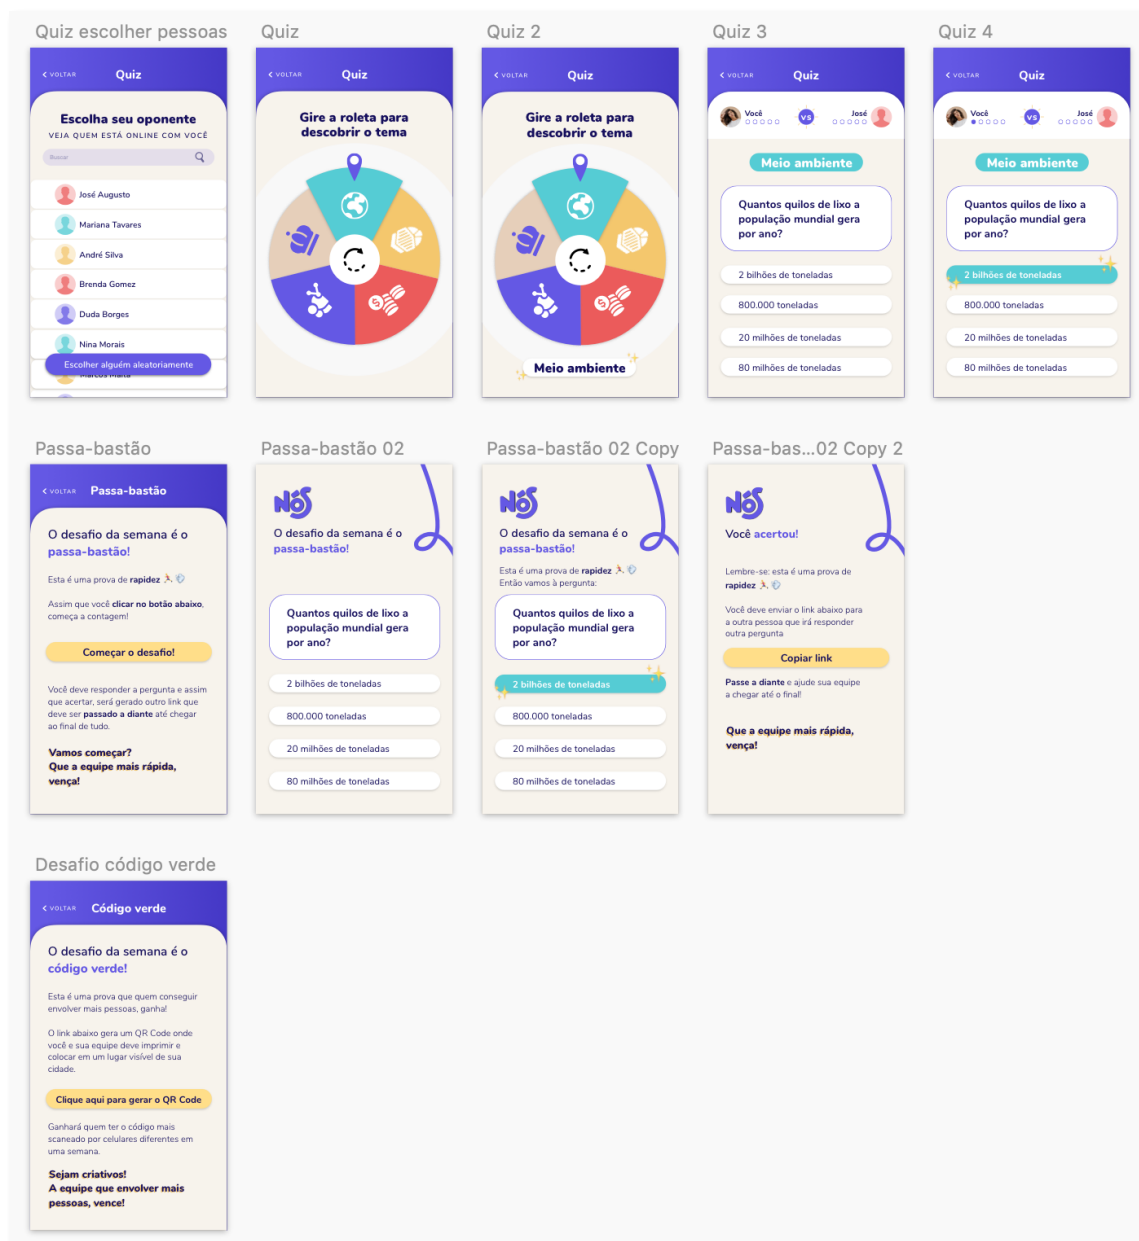 Quiz escolher pessoas
‹ VOLTAR
Quiz
Escolha seu oponente
VEJA QUEM ESTÁ ONLINE COM VOCÊ
Buscar
José Augusto
Mariana Tavares
André Silva
Brenda Gomez
Duda Borges
Nina Morais
Escolher alguém aleatoriamente
Quiz
‹ VOLTAR
Quiz
Gire a roleta para
descobrir o tema
Quiz 2
‹ VOLTAR
Quiz
Gire a roleta para
descobrir o tema
Meio ambiente
Quiz 3
‹ VOLTAR
Quiz
Você
VS
José
Meio ambiente
Quantos quilos de lixo a
população mundial gera
por ano?
2 bilhões de toneladas
800.000 toneladas
20 milhões de toneladas
80 milhões de toneladas
Quiz 4
‹ VOLTAR
Quiz
Você
VS
José
Meio ambiente
Quantos quilos de lixo a
população mundial gera
por ano?
2 bilhões de toneladas
800.000 toneladas
20 milhões de toneladas
80 milhões de toneladas
Passa-bastão
‹ VOLTAR
Passa-bastão
O desafio da semana é o
passa-bastão!
Esta é uma prova de rapidez 🏃 💨
Assim que você clicar no botão abaixo,
começa a contagem!
Começar o desafio!
Você deve responder a pergunta e assim
que acertar, será gerado outro link que
deve ser passado a diante até chegar
ao final de tudo.
Vamos começar?
Que a equipe mais rápida,
vença!
Passa-bastão 02
NÓS
O desafio da semana é o
passa-bastão!
Quantos quilos de lixo a
população mundial gera
por ano?
2 bilhões de toneladas
800.000 toneladas
20 milhões de toneladas
80 milhões de toneladas
Passa-bastão 02 Copy
NÓS
O desafio da semana é o
passa-bastão!
Esta é uma prova de rapidez 🏃 💨
Então vamos à pergunta:
Quantos quilos de lixo a
população mundial gera
por ano?
2 bilhões de toneladas
800.000 toneladas
20 milhões de toneladas
80 milhões de toneladas
Passa-bas...02 Copy 2
NÓS
Você acertou!
Lembre-se: esta é uma prova de
rapidez 🏃 💨
Você deve enviar o link abaixo para
a outra pessoa que irá responder
outra pergunta
Copiar link
Passe a diante e ajude sua equipe
a chegar até o final!
Que a equipe mais rápida,
vença!
Desafio código verde
‹ VOLTAR
Código verde
O desafio da semana é o
código verde!
Esta é uma prova que quem conseguir
envolver mais pessoas, ganha!
O link abaixo gera um QR Code onde
você e sua equipe deve imprimir e
colocar em um lugar visível de sua
cidade.
Clique aqui para gerar o QR Code
Ganhará quem ter o código mais
scaneado por celulares diferentes em
uma semana.
Sejam criativos!
A equipe que envolver mais
pessoas, vence!